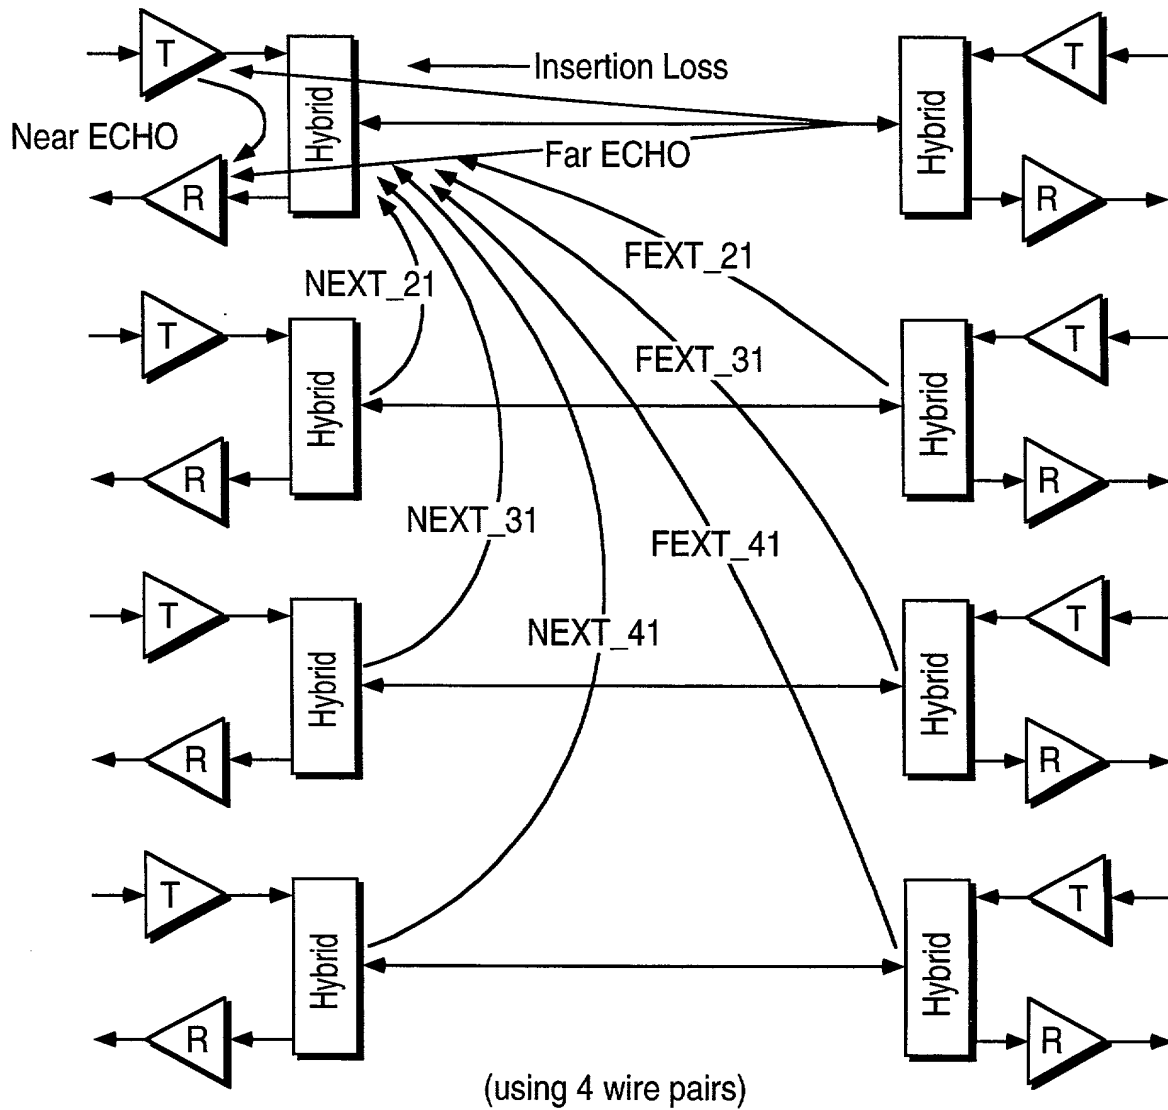 T
Hybrid
Insertion Loss
Hybrid
T
Near ECHO
Far ECHO
R
R
NEXT_21
FEXT_21
T
Hybrid
FEXT_31
Hybrid
T
R
R
NEXT_31
FEXT_41
T
Hybrid
NEXT_41
Hybrid
T
R
R
T
Hybrid
Hybrid
T
R
R
(using 4 wire pairs)